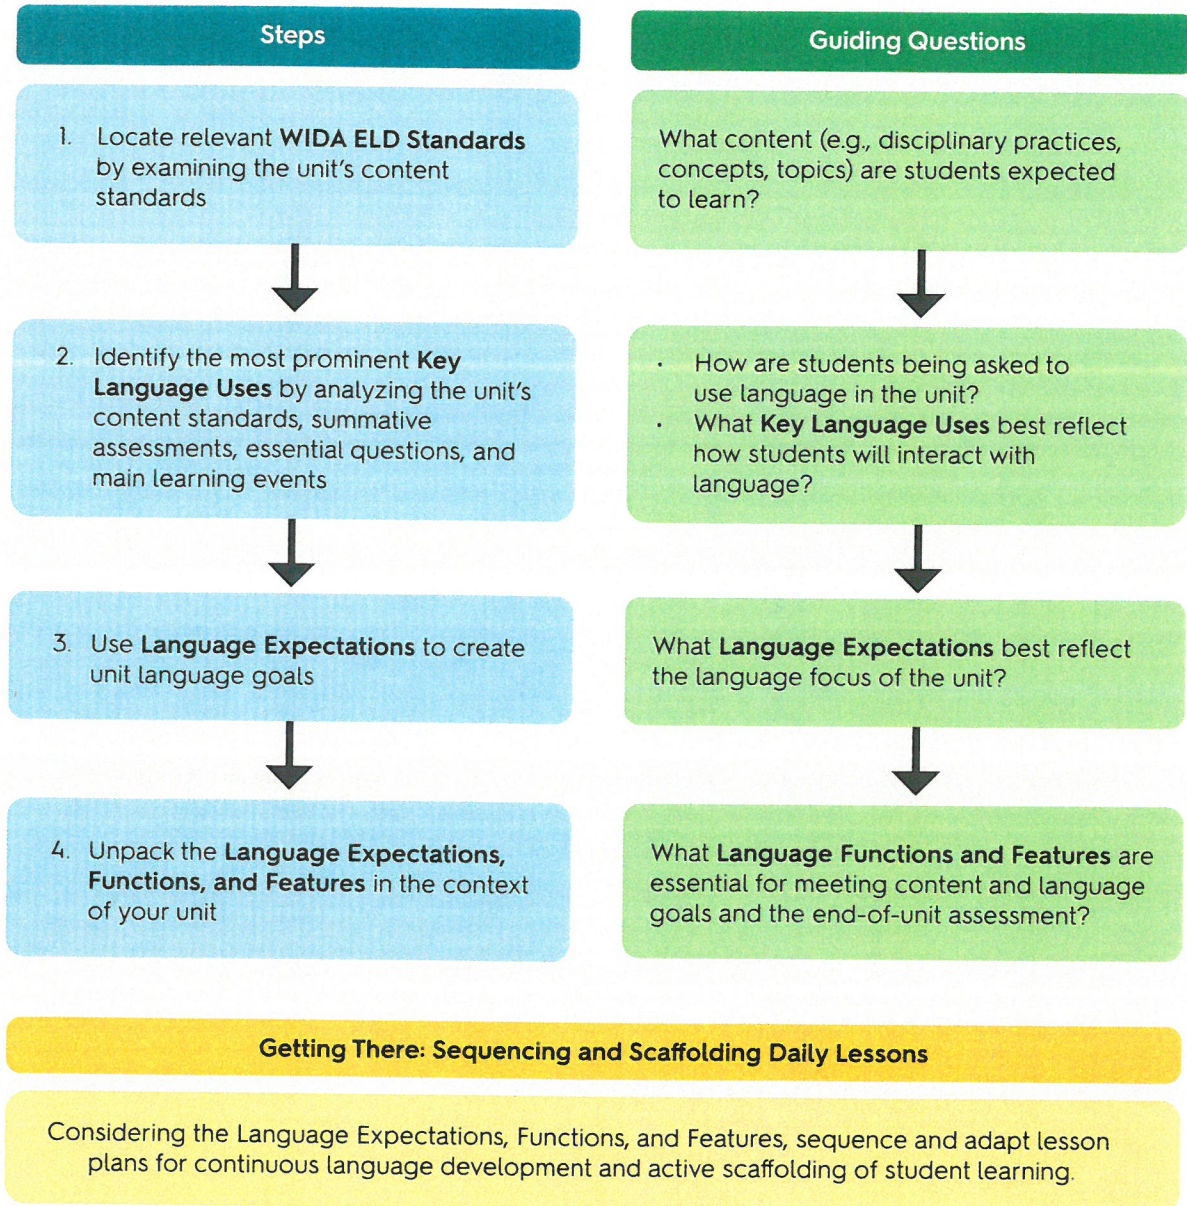 Steps
Guiding Questions
1. Locate relevant WIDA ELD Standards
by examining the unit's content
standards
What content (e.g., disciplinary practices,
concepts, topics) are students expected
to learn?
2. Identify the most prominent Key
Language Uses by analyzing the unit's
content standards, summative
assessments, essential questions, and
main learning events
· How are students being asked to
use language in the unit?
· What Key Language Uses best reflect
how students will interact with
language?
3. Use Language Expectations to create
unit language goals
What Language Expectations best reflect
the language focus of the unit?
4. Unpack the Language Expectations,
Functions, and Features in the context
of your unit
What Language Functions and Features are
essential for meeting content and language
goals and the end-of-unit assessment?
Getting There: Sequencing and Scaffolding Daily Lessons
Considering the Language Expectations, Functions, and Features, sequence and adapt lesson
plans for continuous language development and active scaffolding of student learning.